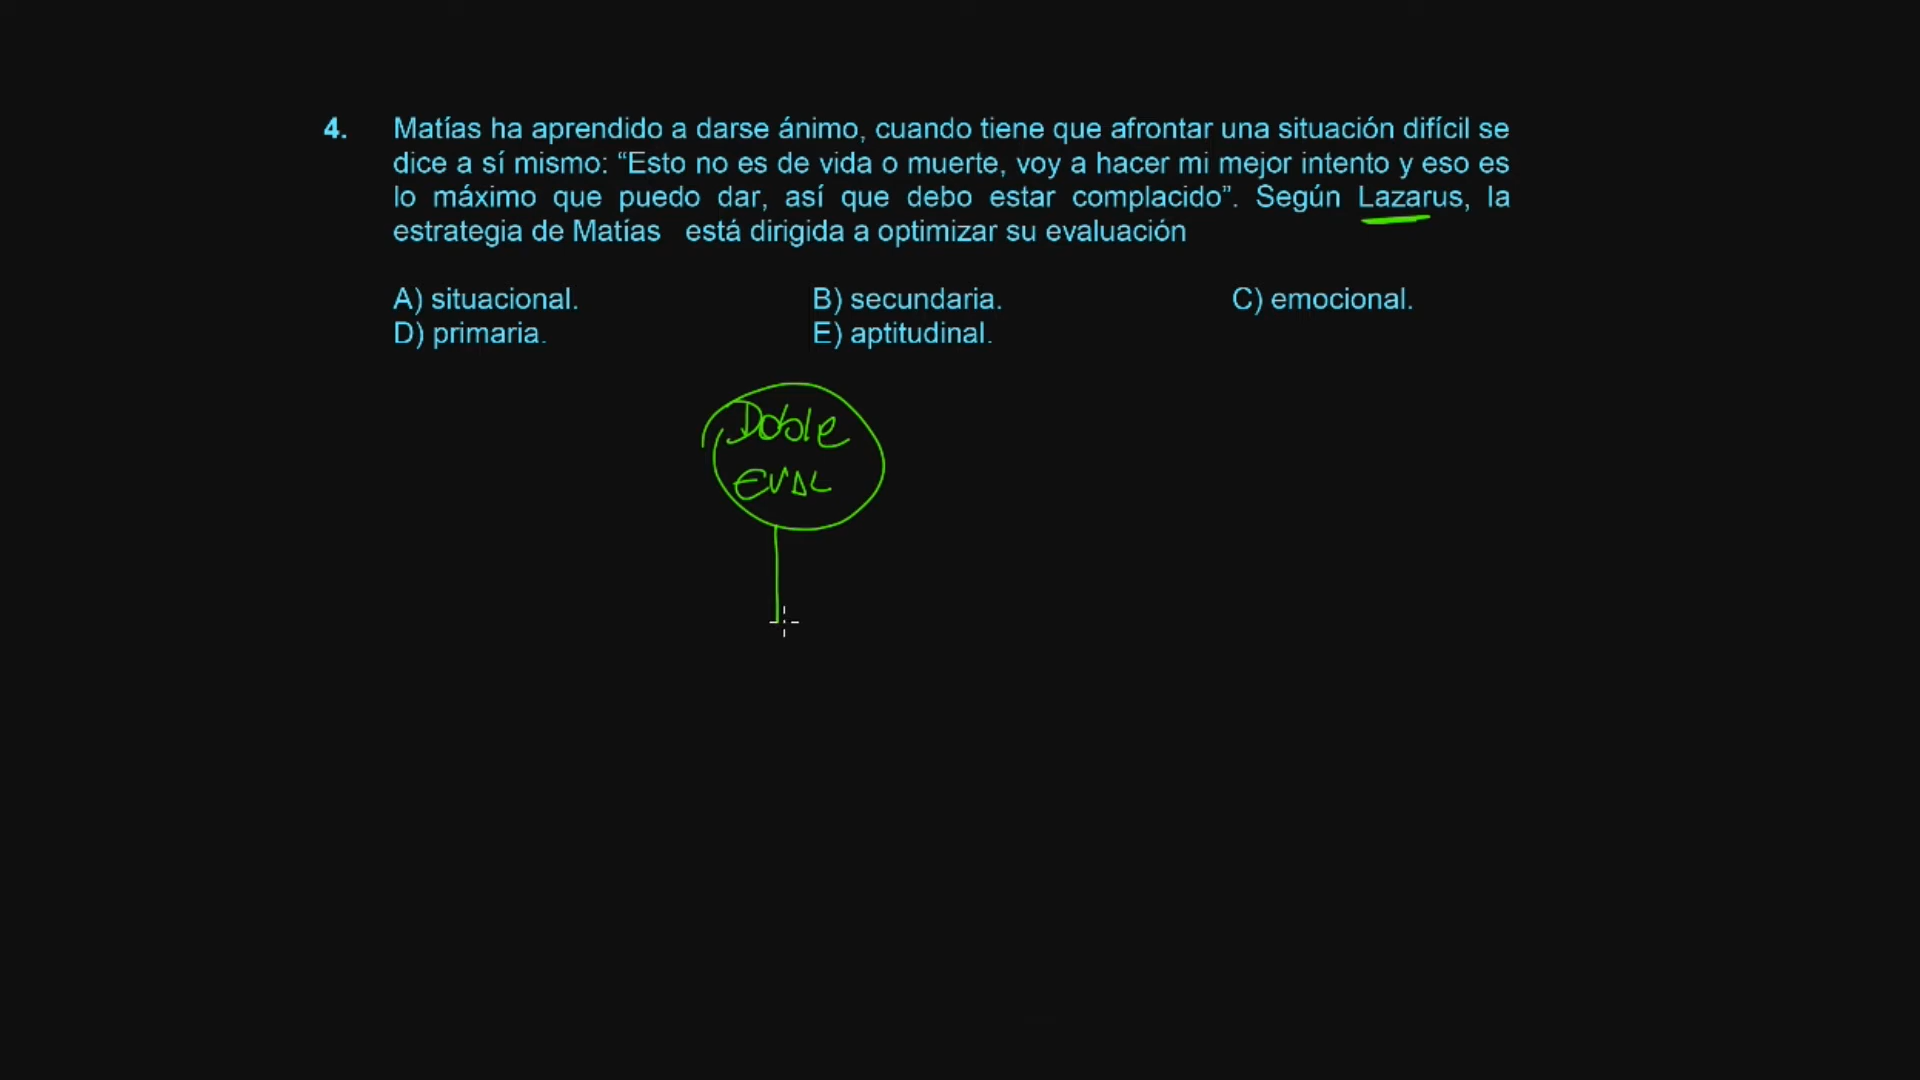 4. Matías ha aprendido a darse ánimo, cuando tiene que afrontar una situación difícil se
dice a sí mismo: “Esto no es de vida o muerte, voy a hacer mi mejor intento y eso es
lo máximo que puedo dar, así que debo estar complacido”. Según Lazarus, la
estrategia de Matías está dirigida a optimizar su evaluación
A) situacional. B) secundaria. C) emocional.
D) primaria. E) aptitudinal.
Doble
EVAL